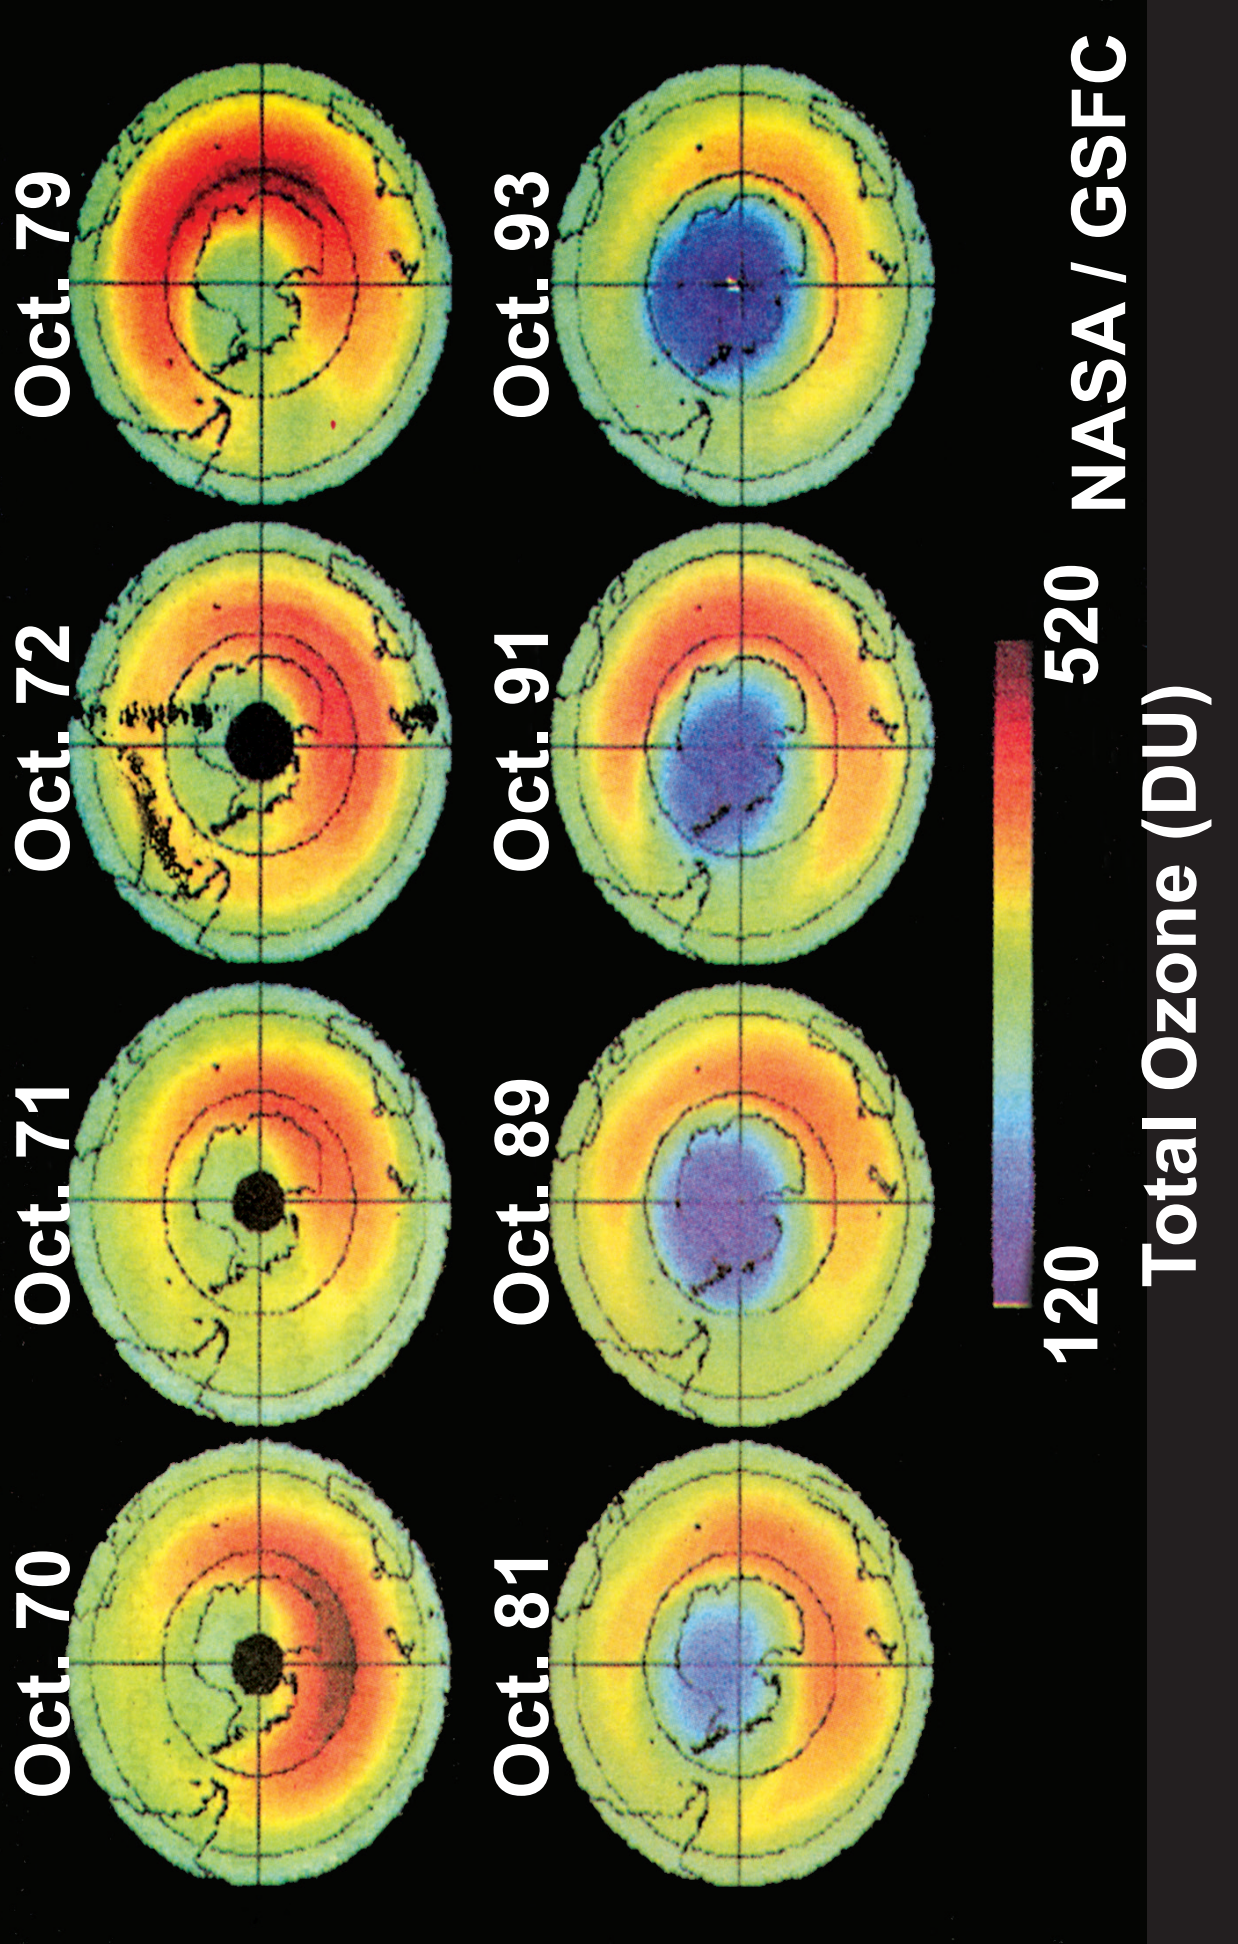 Oct. 70
Oct. 71
Oct. 72
Oct. 79
Oct. 81
Oct. 89
Oct. 91
Oct. 93
120
520
NASA / GSFC
Total Ozone (DU)